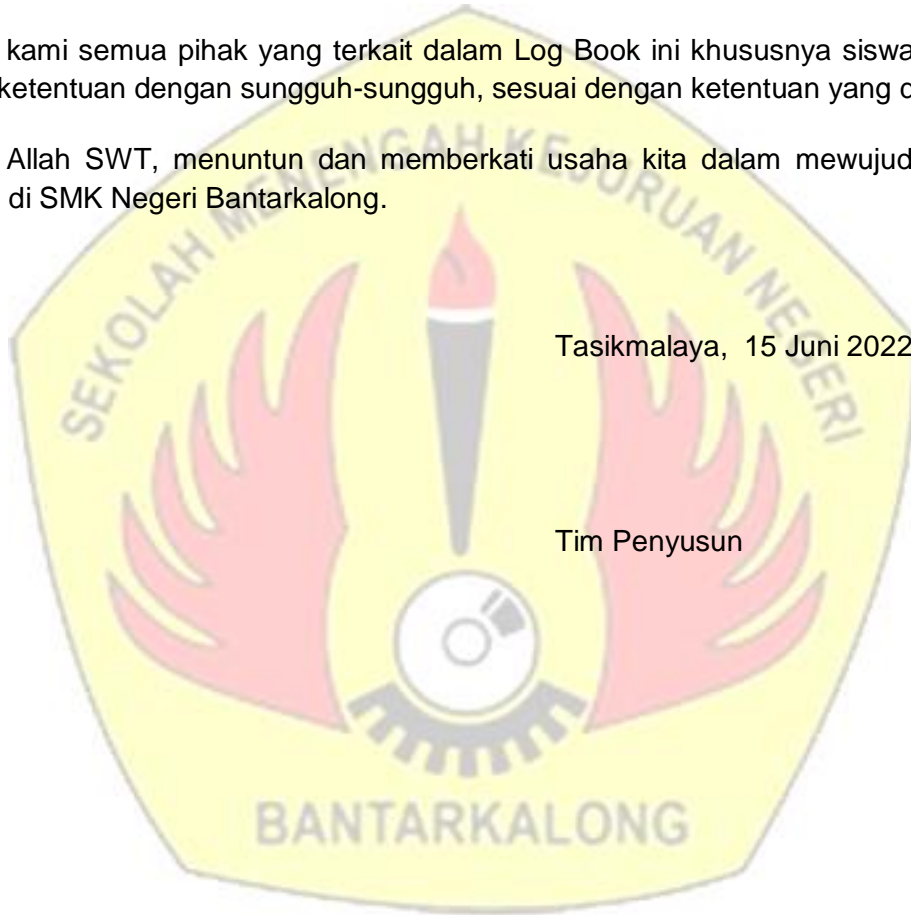 kami semua pihak yang terkait dalam Log Book ini khususnya siswa
ketentuan dengan sungguh-sungguh, sesuai dengan ketentuan yang
Allah SWT, menuntun dan memberkati usaha kita dalam
di SMK Negeri Bantarkalong.
SEKOLAH MENENGAH KEJURUAN NEGERI
Tasikmalaya, 15 Juni 2022
Tim Penyusun
BANTARKALONG